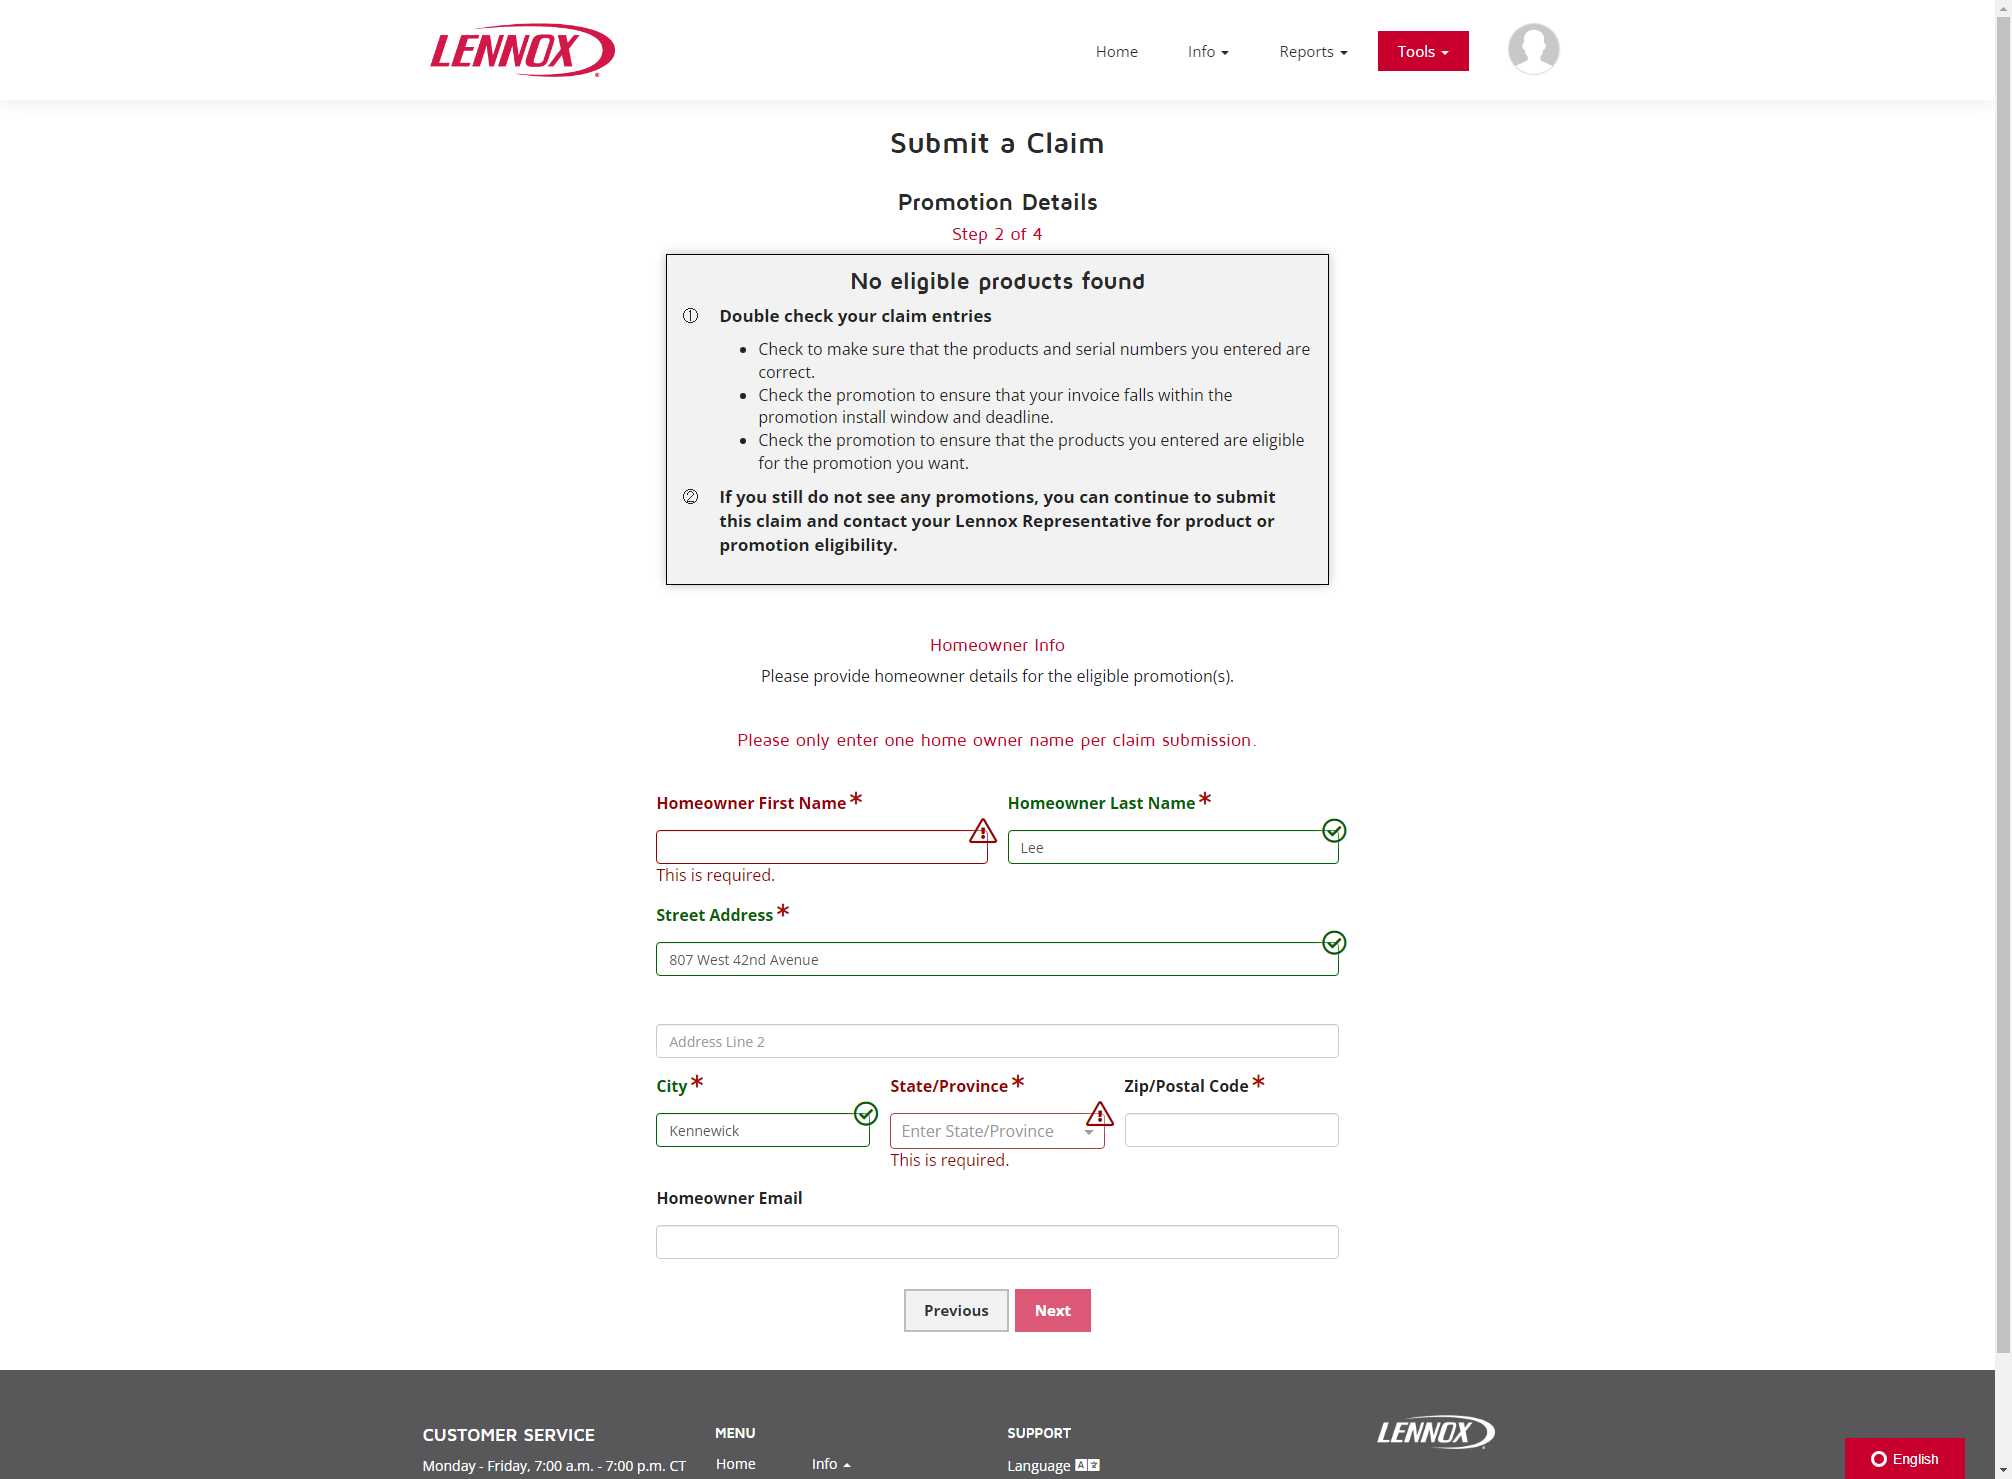 LENNOX
Home
Info
Reports
Tools
Submit a Claim
Promotion Details
Step 2 of 4
No eligible products found
① Double check your claim entries
• Check to make sure that the products and serial numbers you entered are
correct.
• Check the promotion to ensure that your invoice falls within the
promotion install window and deadline.
• Check the promotion to ensure that the products you entered are eligible
for the promotion you want.
② If you still do not see any promotions, you can continue to submit
this claim and contact your Lennox Representative for product or
promotion eligibility.
Homeowner Info
Please provide homeowner details for the eligible promotion(s).
Please only enter one home owner name per claim submission.
Homeowner First Name *
Homeowner Last Name *
Lee
This is required.
Street Address *
807 West 42nd Avenue
Address Line 2
City *
State/Province *
Zip/Postal Code *
Kennewick
Enter State/Province
This is required.
Homeowner Email
Previous
Next
CUSTOMER SERVICE
Monday - Friday, 7:00 a.m. - 7:00 p.m. CT
MENU
Home
Info
SUPPORT
Language
LENNOX
English